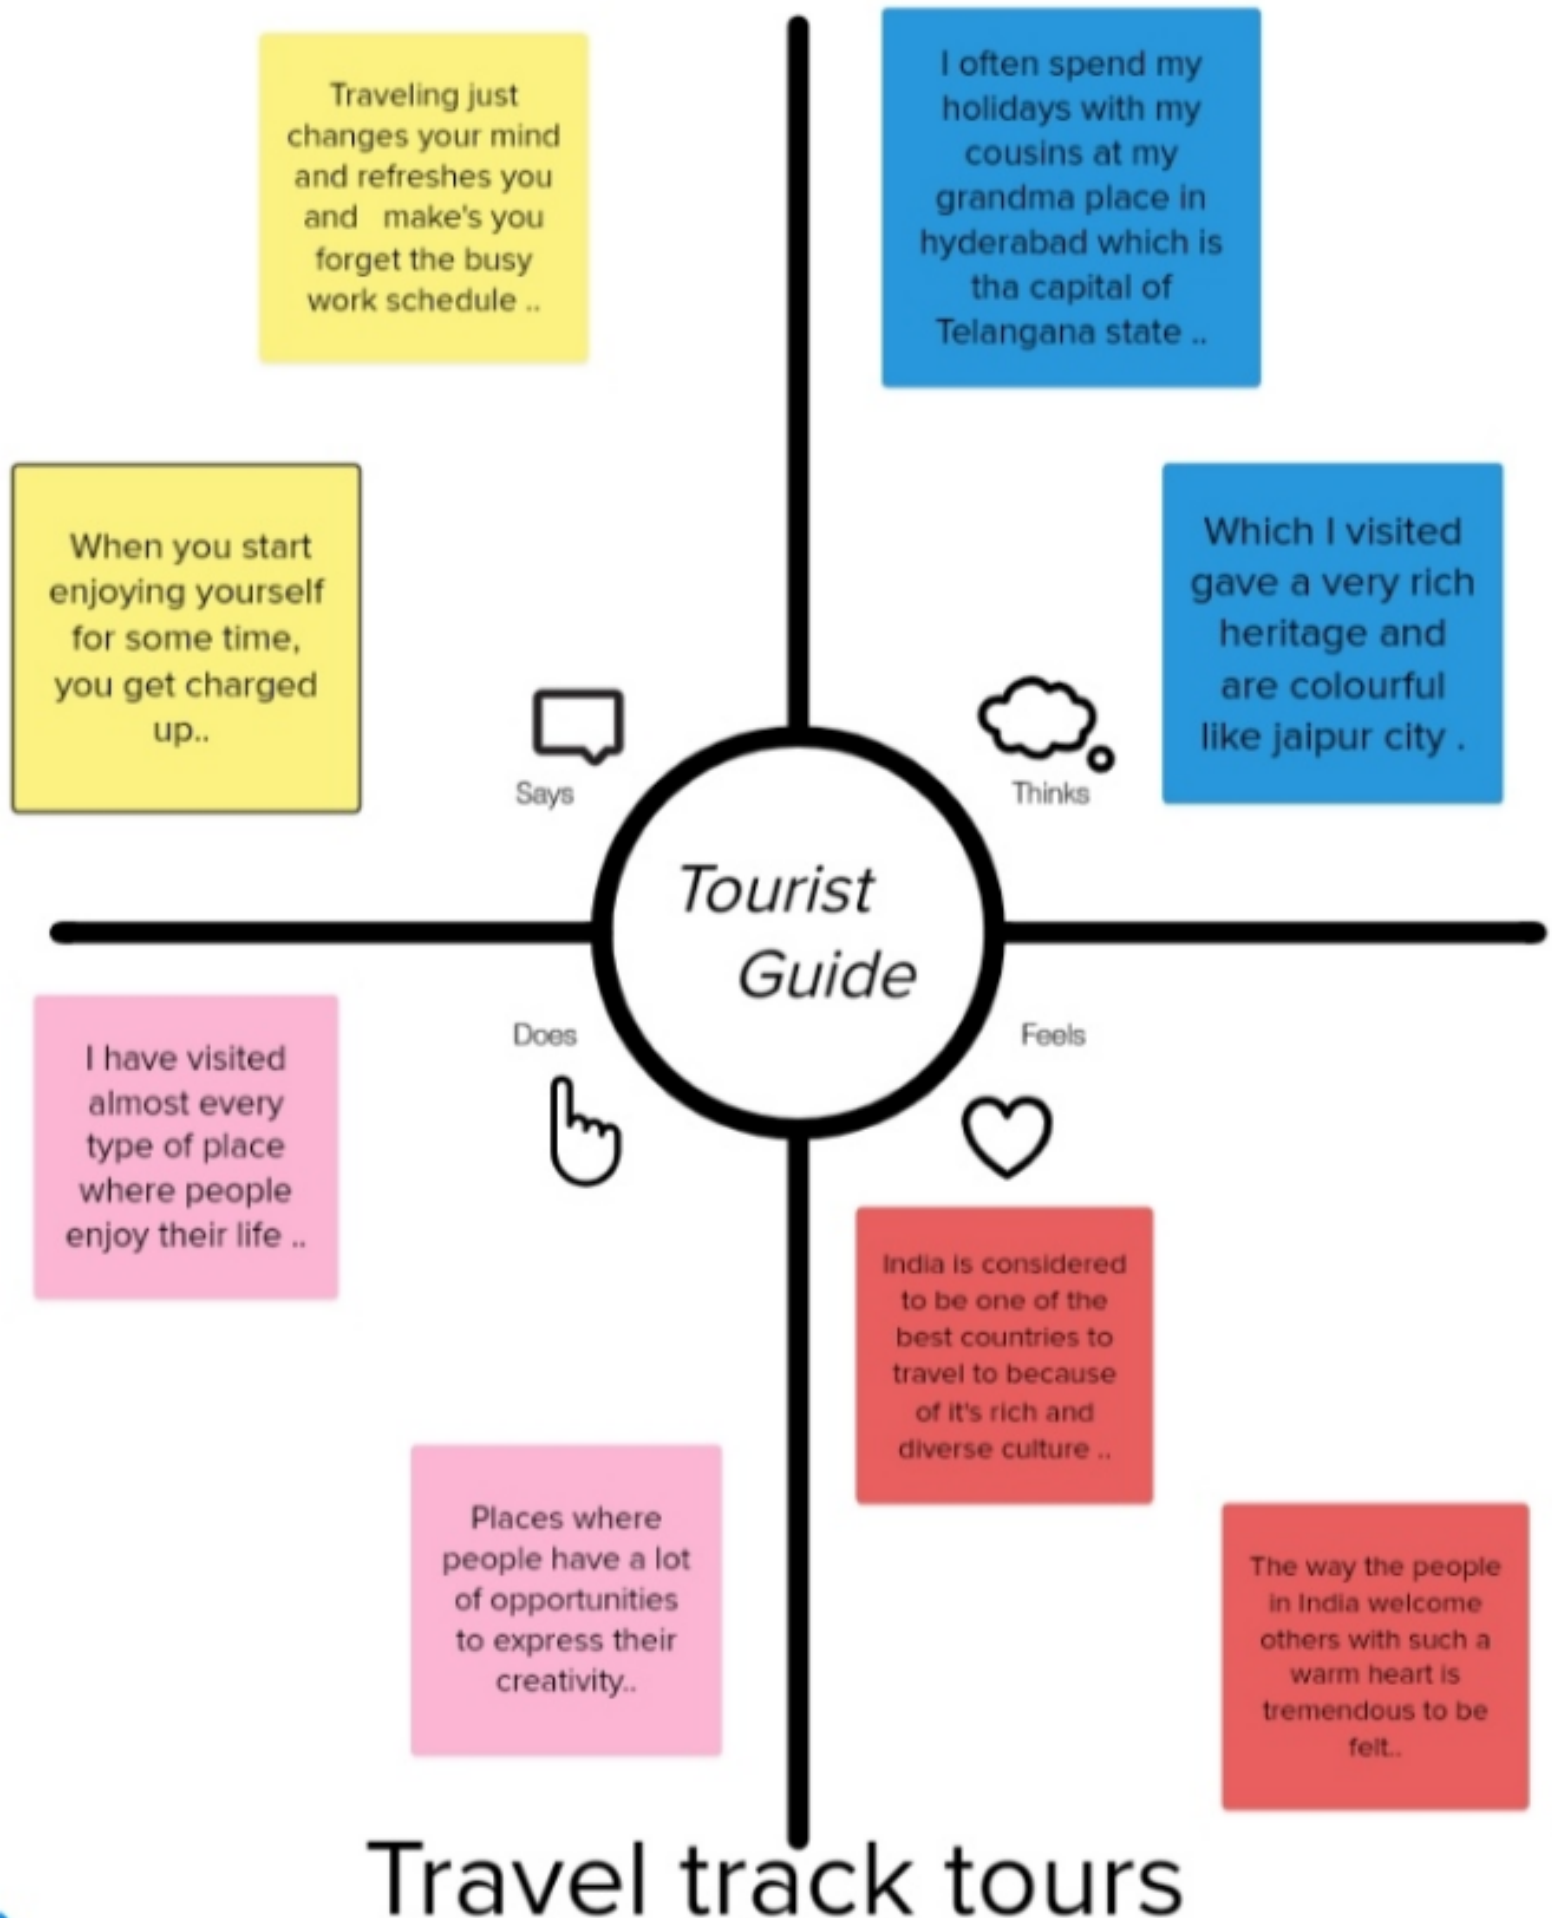 Traveling just
changes your mind
and refreshes you
and make's you
forget the busy
work schedule ..
I often spend my
holidays with my
cousins at my
grandma place in
hyderabad which is
tha capital of
Telangana state ..
When you start
enjoying yourself
for some time,
you get charged
up..
Which I visited
gave a very rich
heritage and
are colourful
like jaipur city .
Says
Thinks
Tourist
Guide
Does
Feels
I have visited
almost every
type of place
where people
enjoy their life ..
India is considered
to be one of the
best countries to
travel to because
of it's rich and
diverse culture ..
Places where
people have a lot
of opportunities
to express their
creativity..
The way the people
in India welcome
others with such a
warm heart is
tremendous to be
felt..
Travel track tours